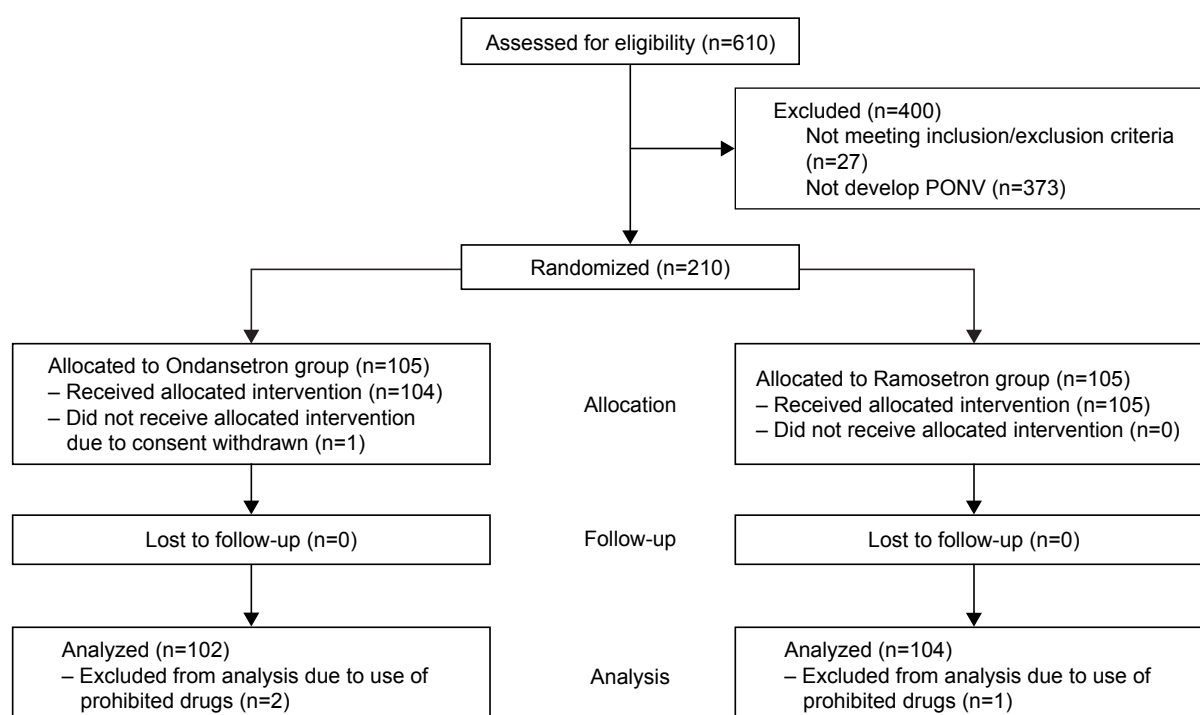 Assessed for eligibility (n=610)
Excluded (n=400)
Not meeting inclusion/exclusion criteria
(n=27)
Not develop PONV (n=373)
Randomized (n=210)
Allocated to Ondansetron group (n=105)
– Received allocated intervention (n=104)
– Did not receive allocated intervention
due to consent withdrawn (n=1)
Allocation
Allocated to Ramosetron group (n=105)
– Received allocated intervention (n=105)
– Did not receive allocated intervention (n=0)
Lost to follow-up (n=0)
Follow-up
Lost to follow-up (n=0)
Analyzed (n=102)
– Excluded from analysis due to use of
prohibited drugs (n=2)
Analysis
Analyzed (n=104)
– Excluded from analysis due to use of
prohibited drugs (n=1)